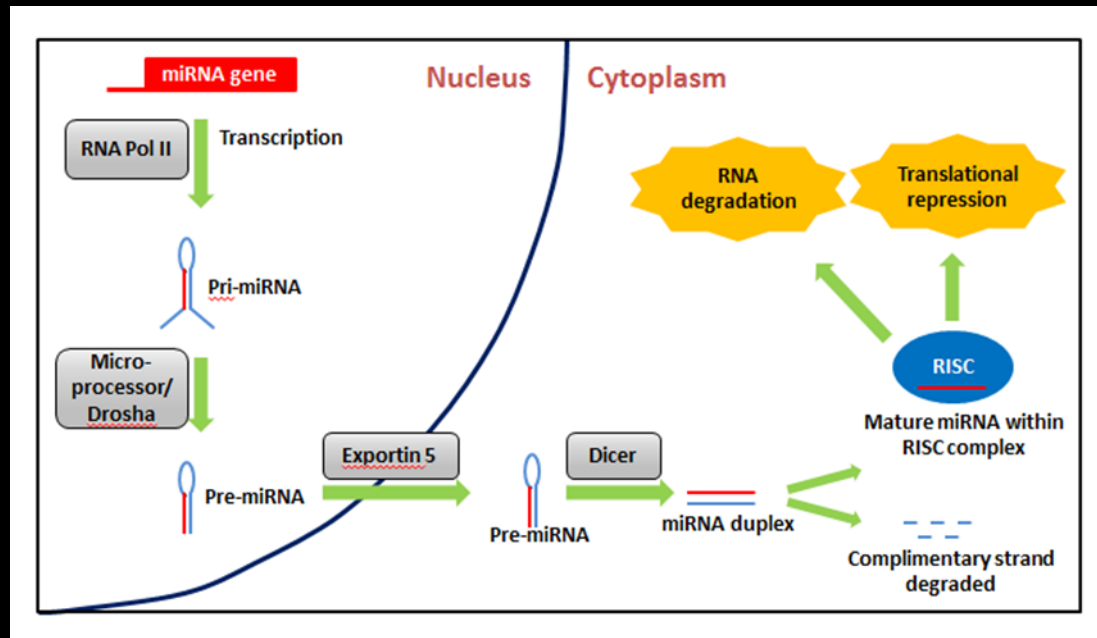 miRNA gene
Nucleus
Cytoplasm
RNA Pol II
Transcription
RNA
degradation
Translational
repression
Pri-miRNA
Micro-
processor/
Drosha
RISC
Mature miRNA within
RISC complex
Exportin 5
Dicer
Pre-miRNA
Pre-miRNA
miRNA duplex
Complimentary strand
degraded